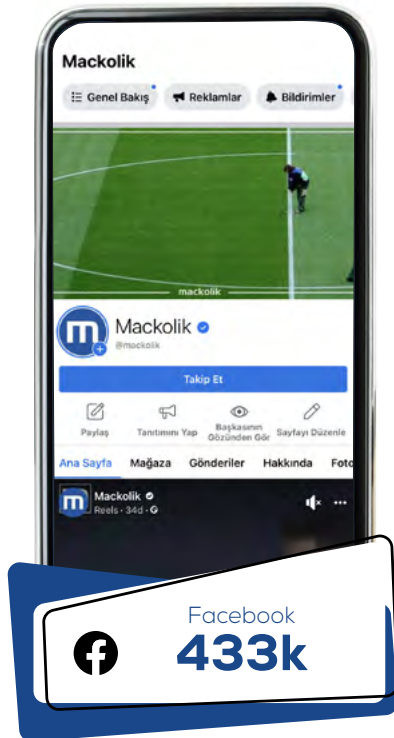 Mackolik
Genel Bakış Reklamlar Bildirimler
mackolik
m Mackolik
@mackolik
Takip Et
Paylaş Tanıtımını Yap Başkasının Gözünden Gör Sayfayı Düzenle
Ana Sayfa Mağaza Gönderiler Hakkında Foto
m Mackolik
Reels · 34d ·
Facebook
433k